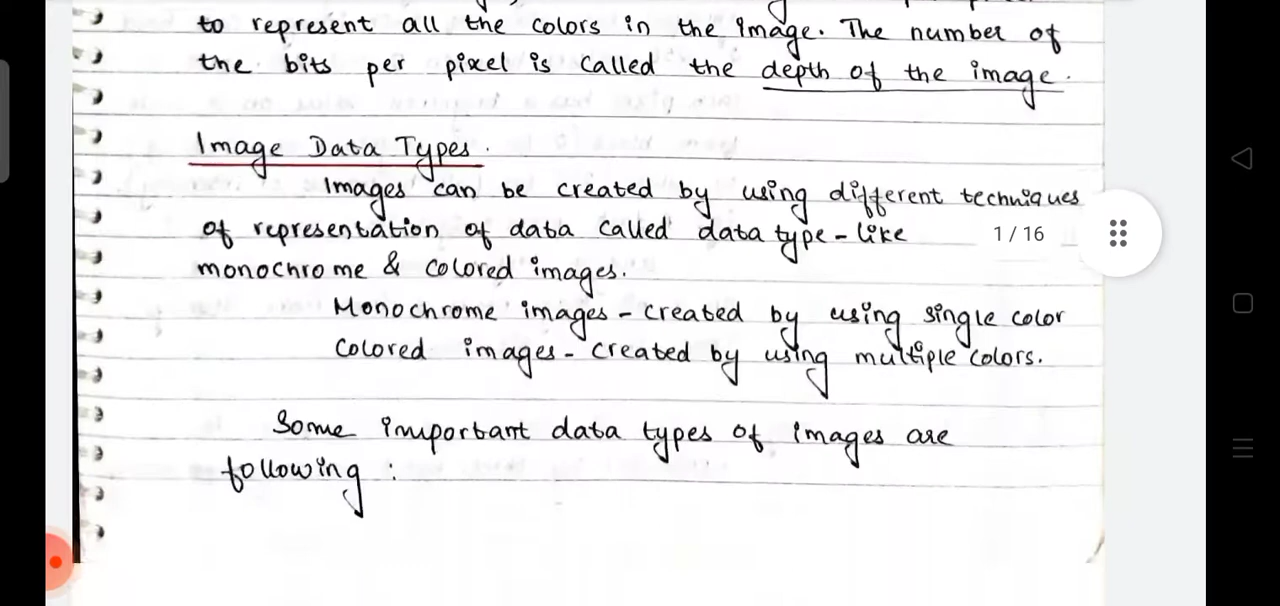 to represent all the colors in the image. The number of
the bits per pixel is called the depth of the image.
Image Data Types.
Images can be created by using different techniques
of representation of data called data type - like
1 / 16
monochrome & colored images.
Monochrome images - created by using single color
Colored images - created by using multiple colors.
Some important data types of images are
following :